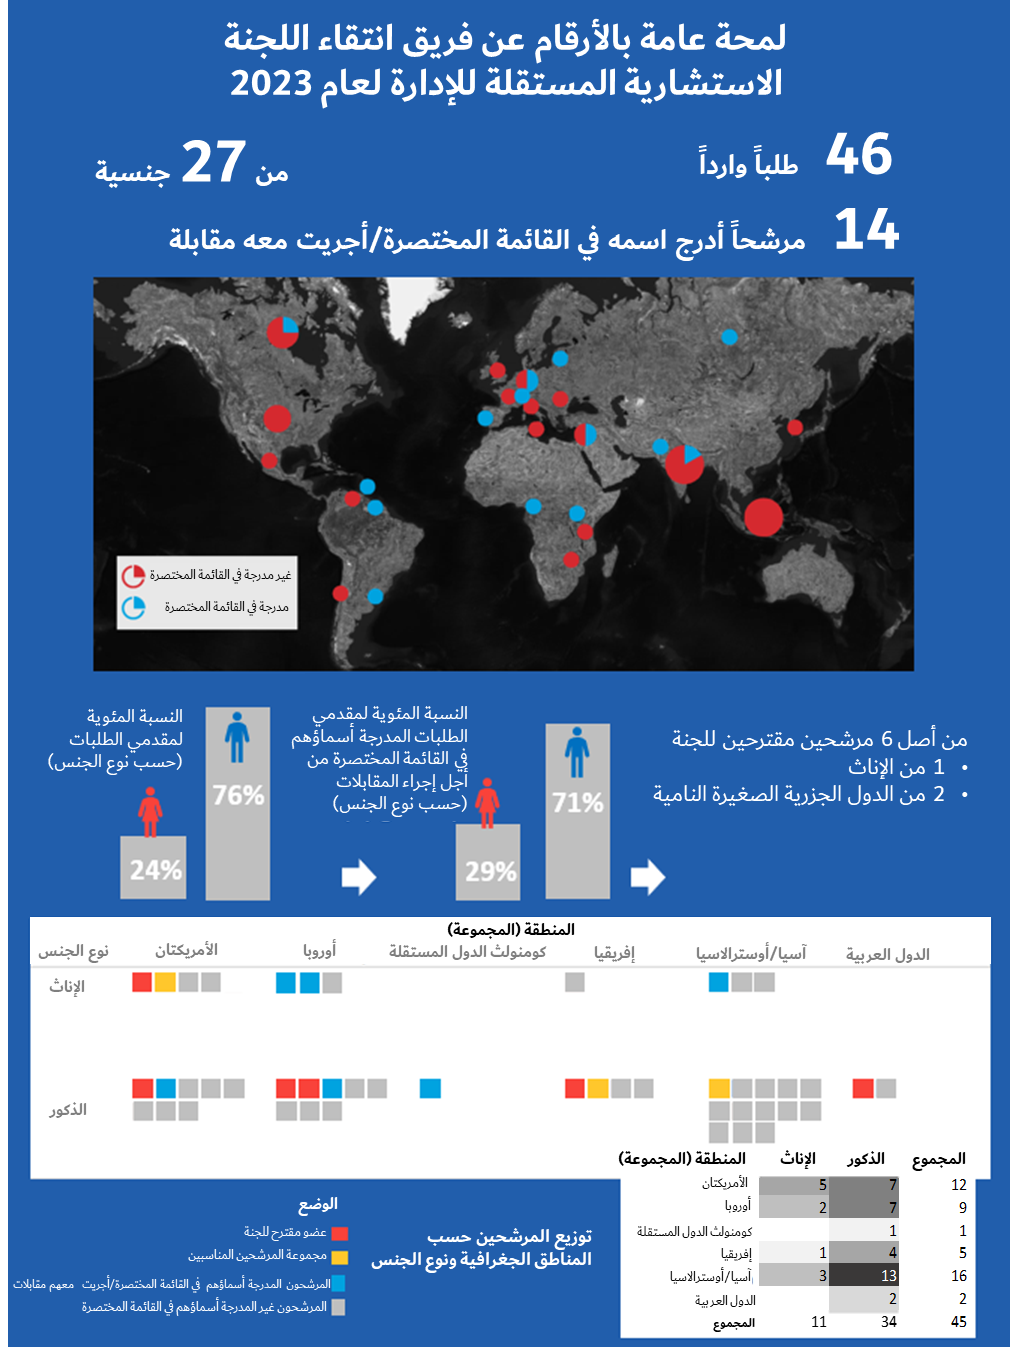 لمحة عامة بالأرقام عن فريق انتقاء اللجنة
الاستشارية المستقلة للإدارة لعام 2023
46 طلباً وارداً
من 27 جنسية
14 مرشحاً أدرج اسمه في القائمة المختصرة/أجريت معه مقابلة
غير مدرجة في القائمة المختصرة
مدرجة في القائمة المختصرة
من أصل 6 مرشحين مقترحين للجنة
• 1 من الإناث
• 2 من الدول الجزرية الصغيرة النامية
النسبة المئوية لمقدمي
الطلبات المدرجة أسماؤهم
في القائمة المختصرة من
أجل إجراء المقابلات
(حسب نوع الجنس)
71%
29%
النسبة المئوية
لمقدمي الطلبات
(حسب نوع الجنس)
76%
24%
المنطقة (المجموعة)
نوع الجنس الأمريكتان أوروبا كومنولث الدول المستقلة إفريقيا آسيا/أوسترالاسيا الدول العربية
الإناث
الذكور
المنطقة (المجموعة) الإناث الذكور المجموع
الأمريكتان 5 7 12
أوروبا 2 7 9
كومنولث الدول المستقلة 1 1
إفريقيا 1 4 5
آسيا/أوسترالاسيا 3 13 16
الدول العربية 2 2
المجموع 11 34 45
توزيع المرشحين حسب
المناطق الجغرافية ونوع الجنس
الوضع
عضو مقترح للجنة
مجموعة المرشحين المناسبين
المرشحون المدرجة أسماؤهم في القائمة المختصرة/أجريت معهم مقابلات
المرشحون غير المدرجة أسماؤهم في القائمة المختصرة